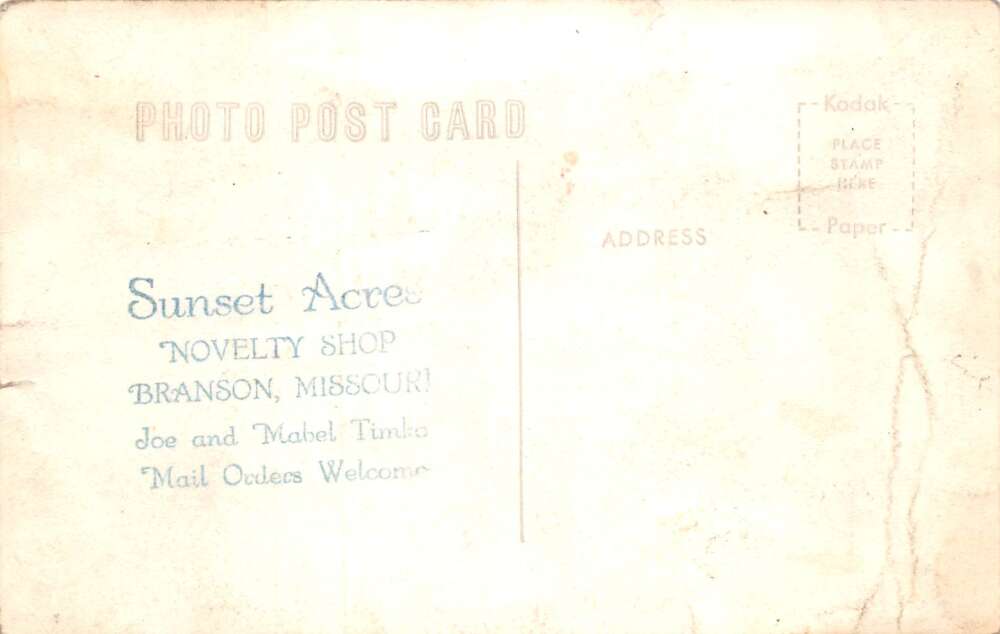 PHOTO POST CARD
Kodak
PLACE
STAMP
HERE
Paper
ADDRESS
Sunset Acres
NOVELTY SHOP
BRANSON, MISSOURI
Joe and Mabel
Mail Orders Welcome